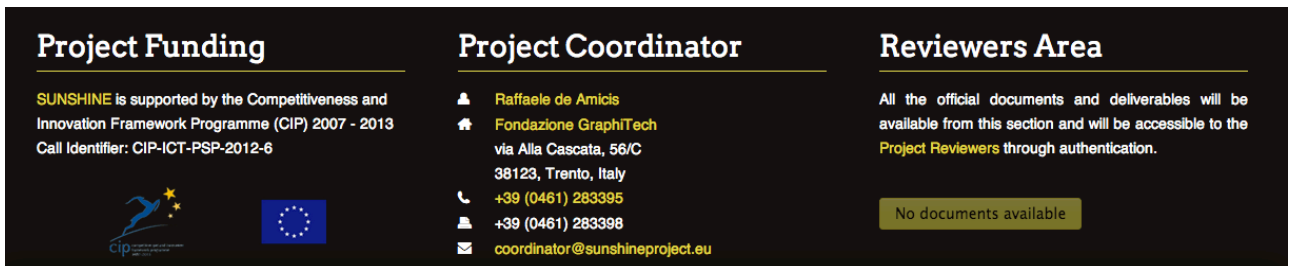 Project Funding
SUNSHINE is supported by the Competitiveness and
Innovation Framework Programme (CIP) 2007 - 2013
Call Identifier: CIP-ICT-PSP-2012-6
cip
Project Coordinator
Raffaele de Amicis
Fondazione GraphiTech
via Alla Cascata, 56/C
38123, Trento, Italy
+39 (0461) 283395
+39 (0461) 283398
coordinator@sunshineproject.eu
Reviewers Area
All the official documents and deliverables will be
available from this section and will be accessible to the
Project Reviewers through authentication.
No documents available